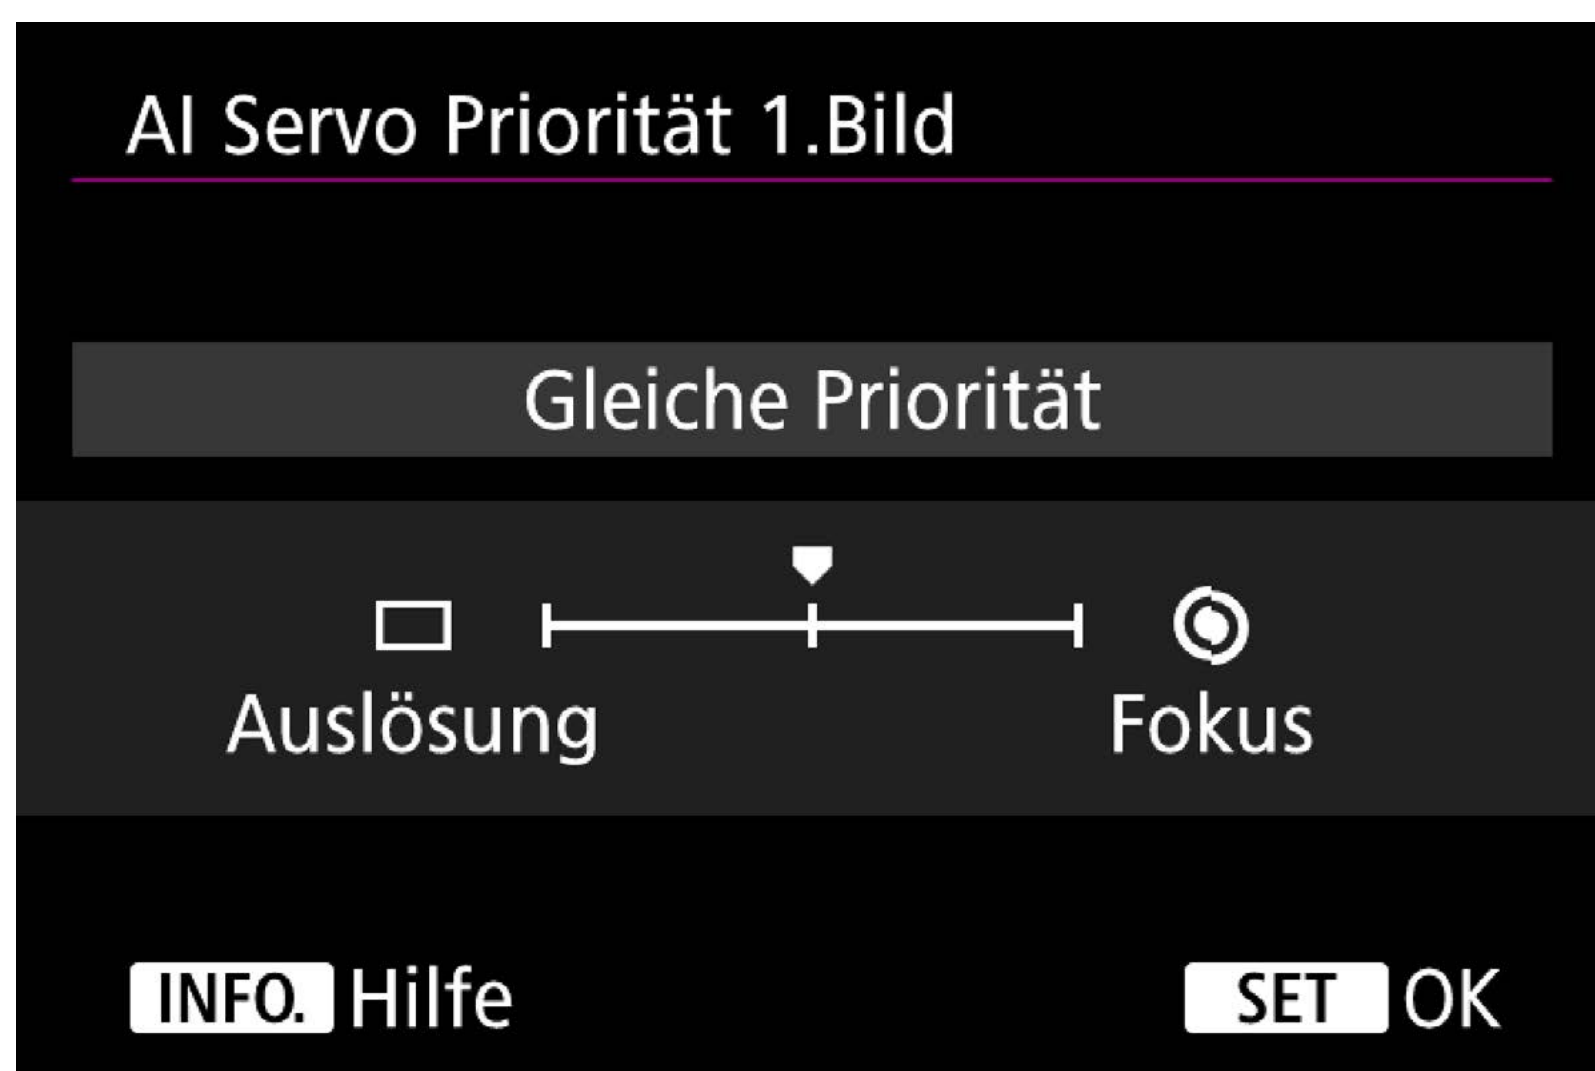 AI Servo Priorität 1.Bild
Gleiche Priorität
Auslösung Fokus
INFO. Hilfe SET OK